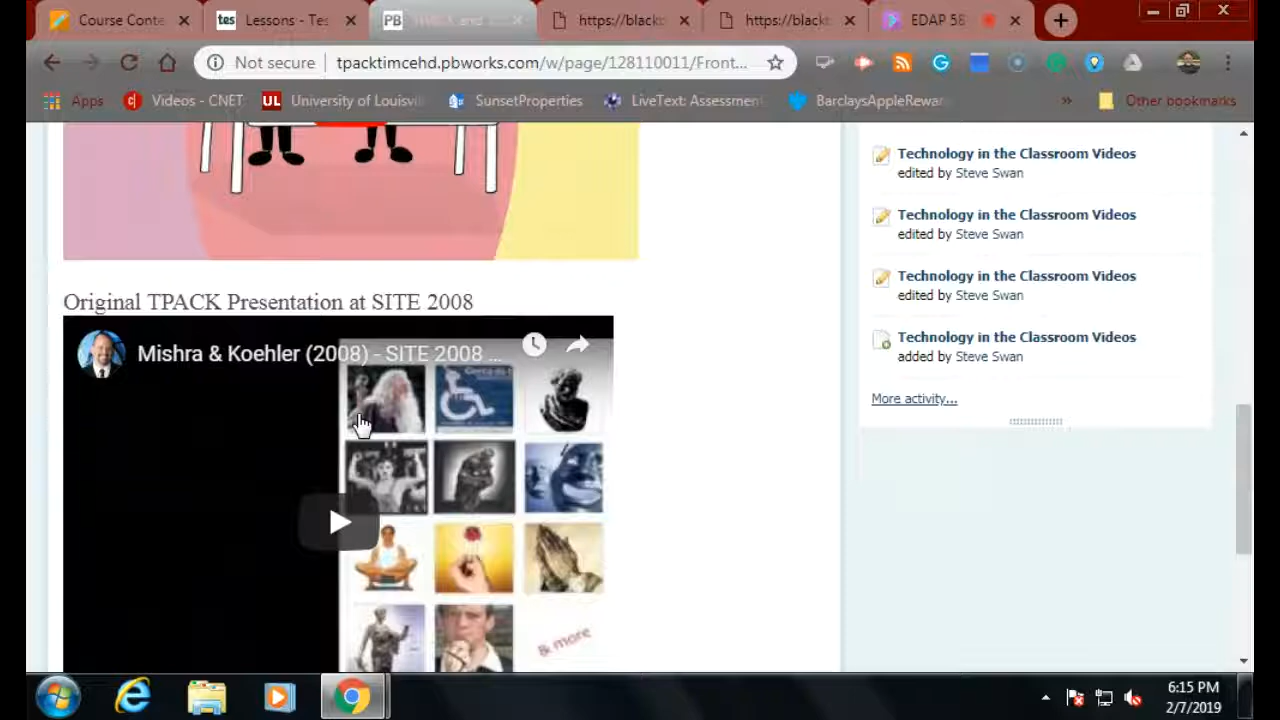 Course Conte
Lessons - Tes
https://blackb
https://blackb
EDAP 58
Not secure
tpacktimcehd.pbworks.com/w/page/128110011/Front...
Apps
Videos - CNET
University of Louisvi
SunsetProperties
LiveText: Assessment
BarclaysAppleRewar
»
Other bookmarks
Technology in the Classroom Videos
edited by Steve Swan
Technology in the Classroom Videos
edited by Steve Swan
Technology in the Classroom Videos
edited by Steve Swan
Technology in the Classroom Videos
added by Steve Swan
More activity...
Original TPACK Presentation at SITE 2008
Mishra & Koehler (2008) - SITE 2008 ...
& more
6:15 PM
2/7/2019